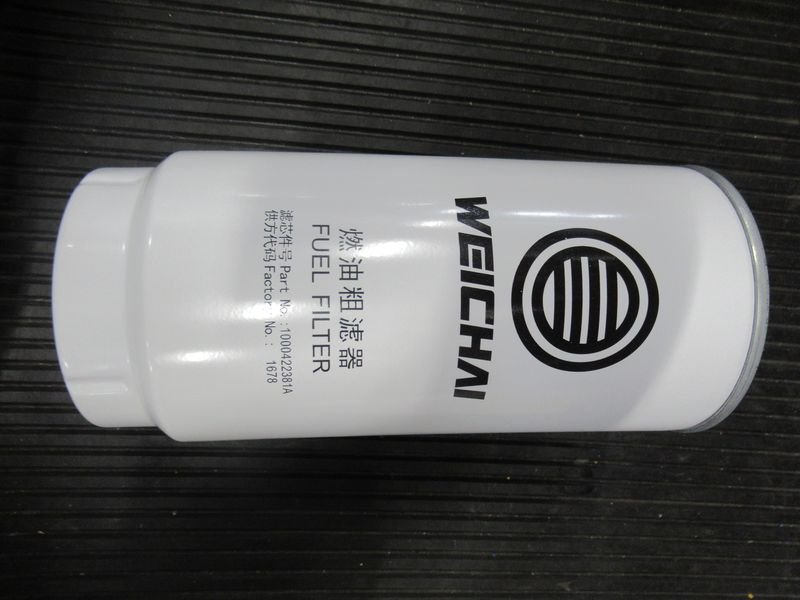 WEICHAI
燃油粗滤器
FUEL FILTER
滤芯件号 Part No.:1000422381A
供方代码 Factory No.: 1678